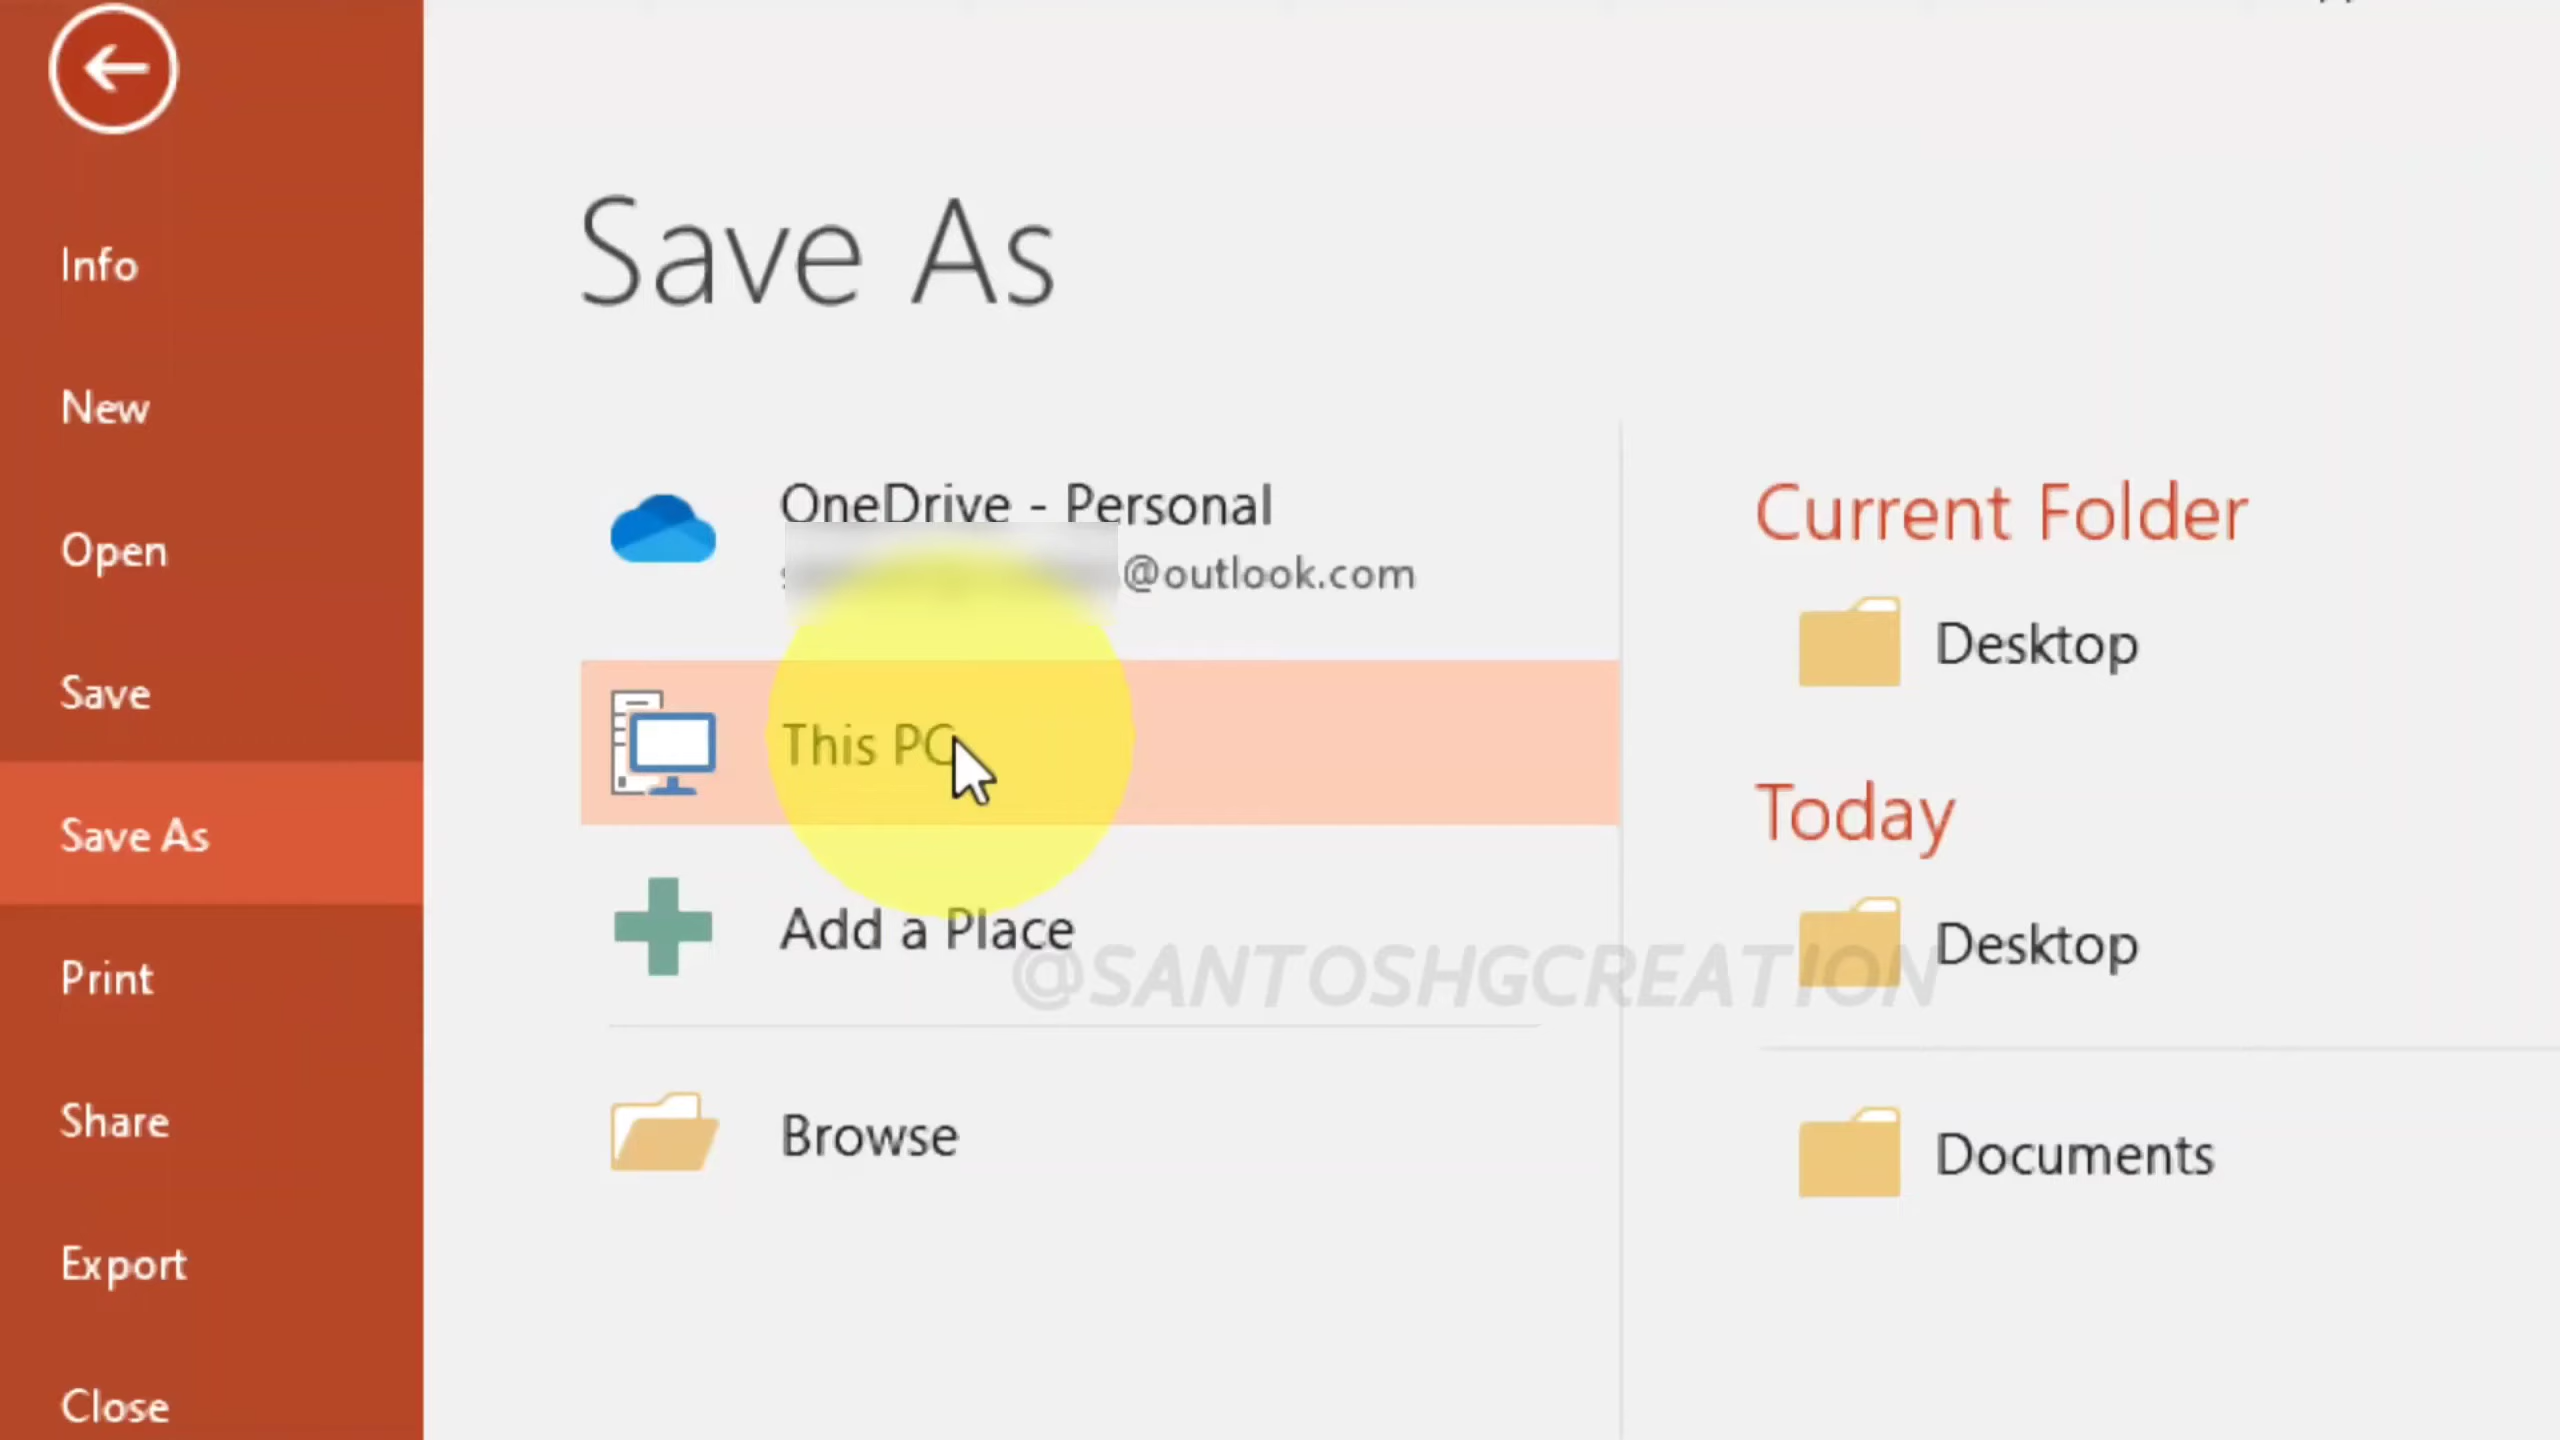 Info
New
Open
Save
Save As
Print
Share
Export
Close
Save As
OneDrive - Personal
@outlook.com
This PC
Add a Place
Browse
Current Folder
Desktop
Today
Desktop
Documents
@SANTOSHGCREATION